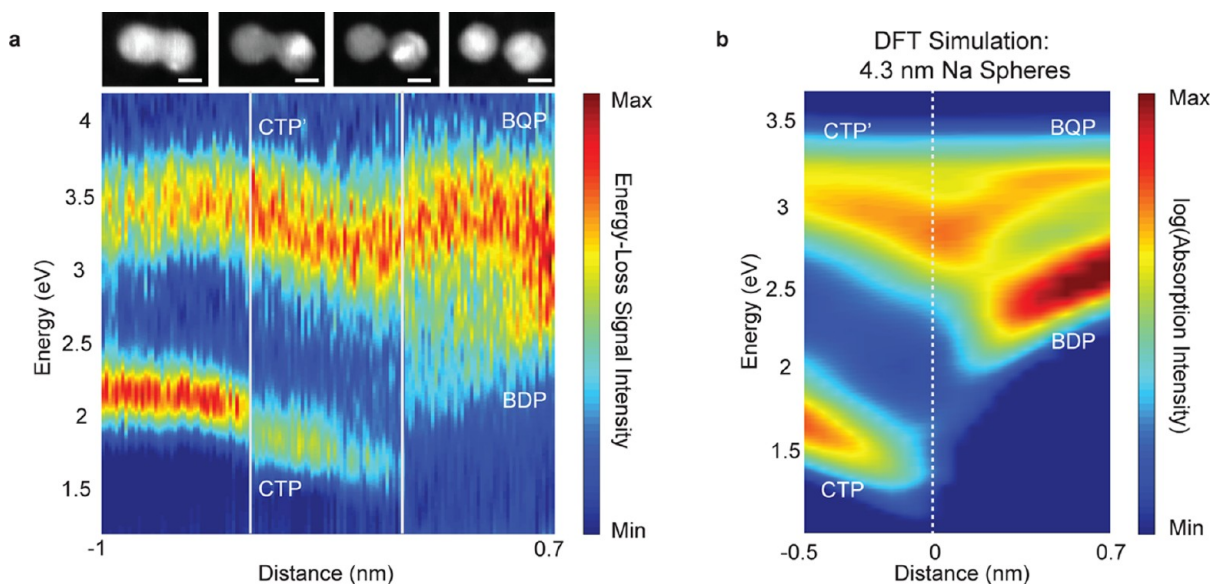 a
Max
4
CTP'
BQP
3.5
3
2.5
2
1.5
Energy (eV)
BDP
CTP
-1
0.7
Distance (nm)
Energy-Loss Signal Intensity
Min
b
DFT Simulation:
4.3 nm Na Spheres
Max
3.5
CTP'
BQP
3
2.5
2
1.5
Energy (eV)
BDP
CTP
-0.5
0
0.7
Distance (nm)
log(Absorption Intensity)
Min